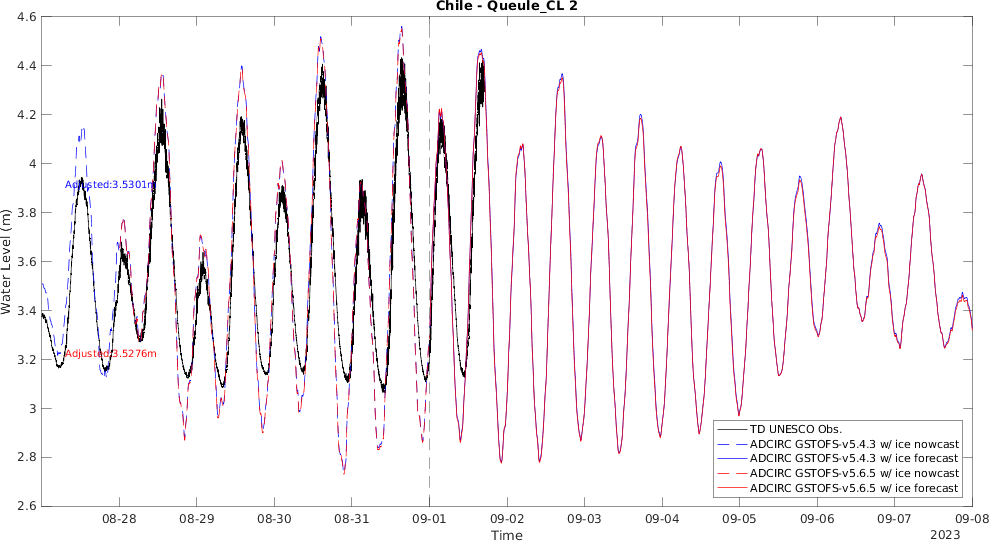 Chile - Queule_CL 2
4.6
4.4
4.2
4
3.8
3.6
3.4
3.2
3
2.8
2.6
Water Level (m)
Adjusted:3.5301m
Adjusted:3.5276m
TD UNESCO Obs.
ADCIRC GSTOFS-v5.4.3 w/ ice nowcast
ADCIRC GSTOFS-v5.4.3 w/ ice forecast
ADCIRC GSTOFS-v5.6.5 w/ ice nowcast
ADCIRC GSTOFS-v5.6.5 w/ ice forecast
08-28 08-29 08-30 08-31 09-01 09-02 09-03 09-04 09-05 09-06 09-07 09-08
Time
2023